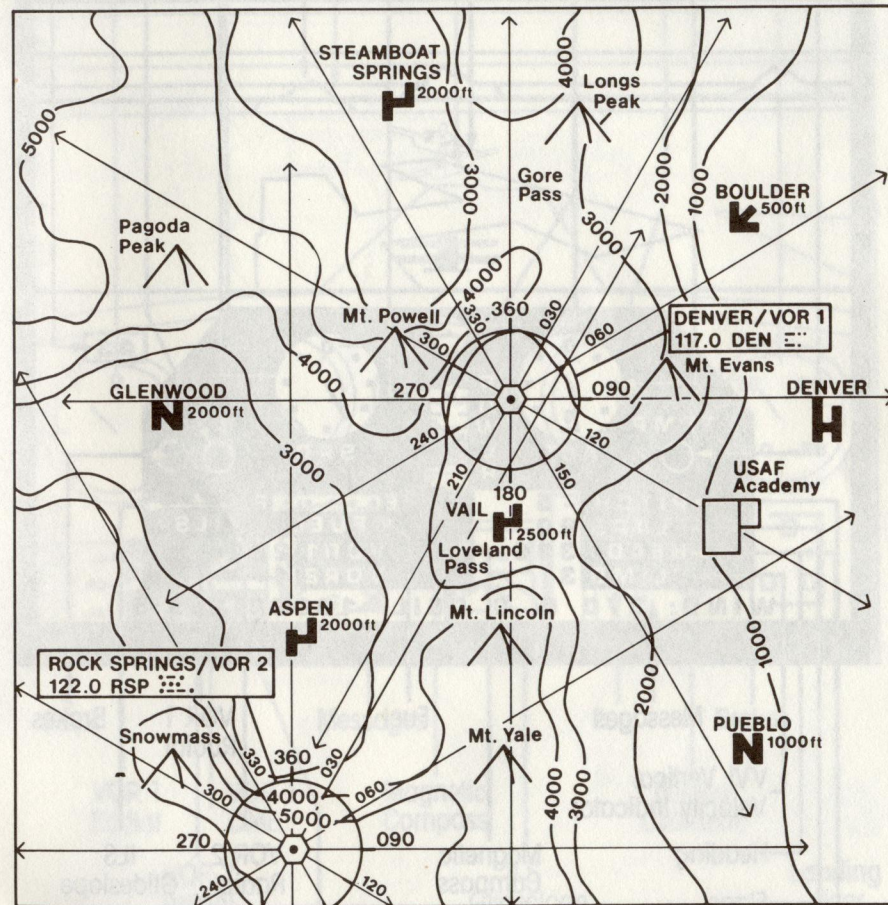 STEAMBOAT
SPRINGS
2000ft
4000
Longs
Peak
5000
3000
Gore
Pass
2000
1000
BOULDER
500ft
3000
Pagoda
Peak
4000
Mt. Powell
330
360
030
300
060
DENVER/VOR 1
117.0 DEN
Mt. Evans
4000
GLENWOOD
2000ft
270
090
DENVER
240
120
210
150
USAF
Academy
3000
180
VAIL
2500ft
Loveland
Pass
ASPEN
2000ft
Mt. Lincoln
1000
ROCK SPRINGS/VOR 2
122.0 RSP
2000
PUEBLO
1000ft
Snowmass
Mt. Yale
330
360
030
300
4000
060
5000
4000
3000
270
090
240
120